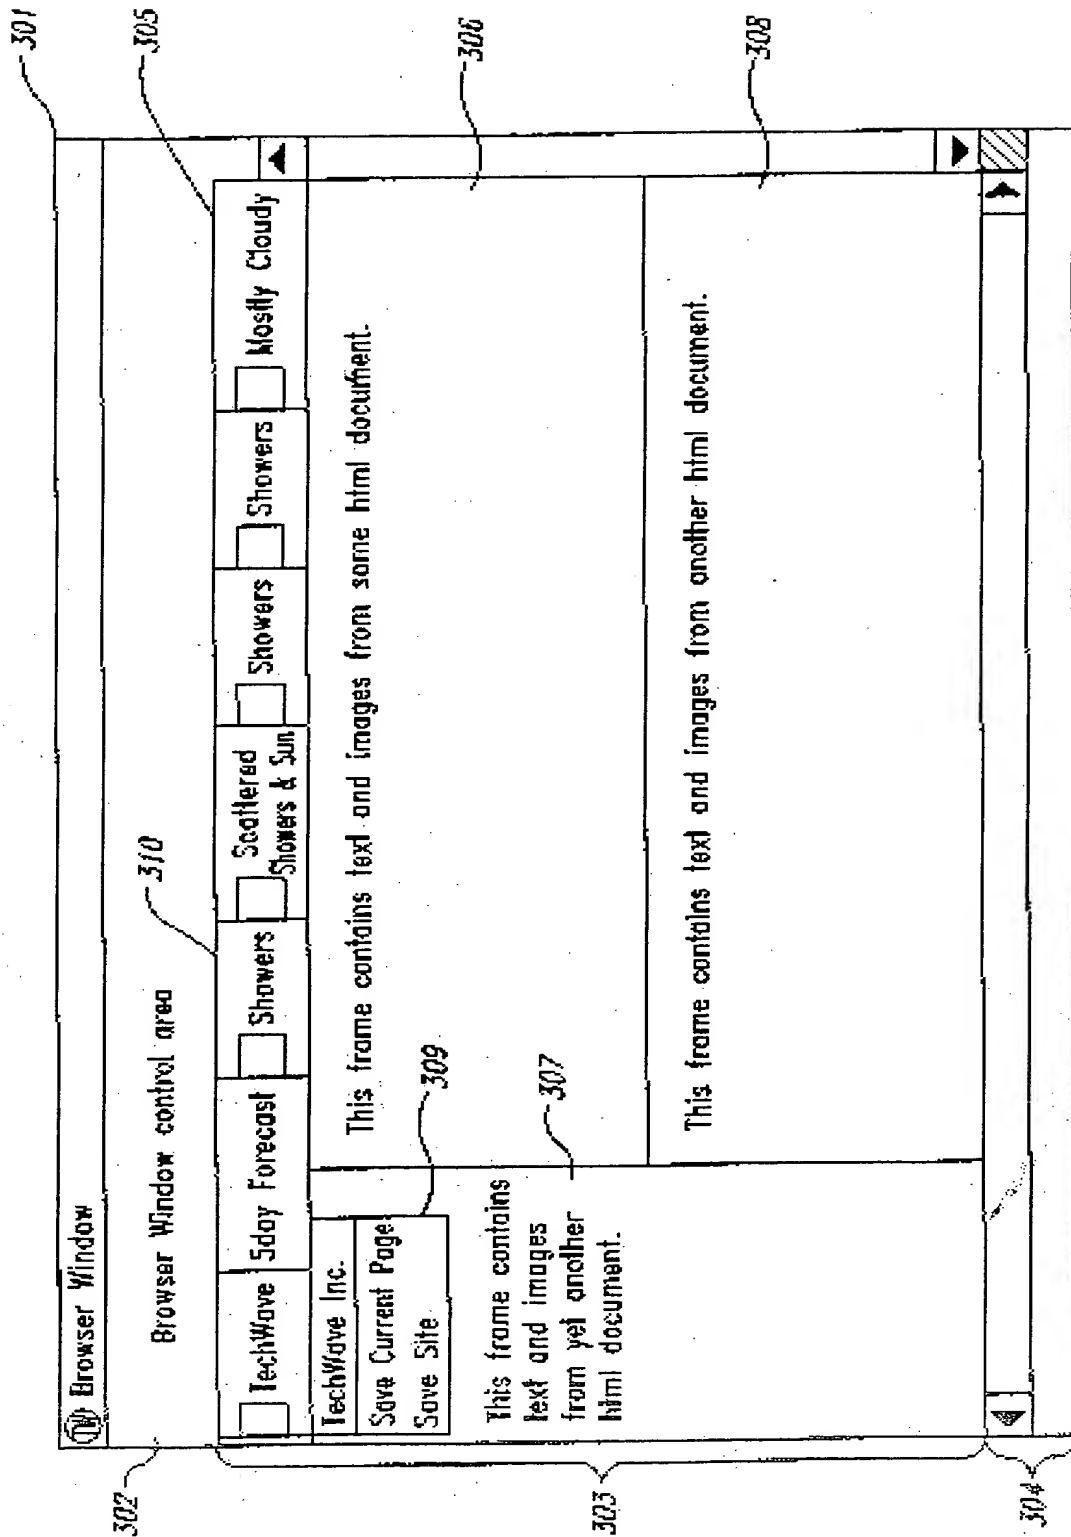 301
Browser Window
302
Browser Window control area
310
305
TechWave
5day Forecast
Showers
Scattered
Showers & Sun
Showers
Showers
Mostly Cloudy
TechWave Inc.
Save Current Page
Save Site
309
This frame contains text and images from some html document.
306
This frame contains
text and images
from yet another
html document.
307
This frame contains text and images from another html document.
308
303
304